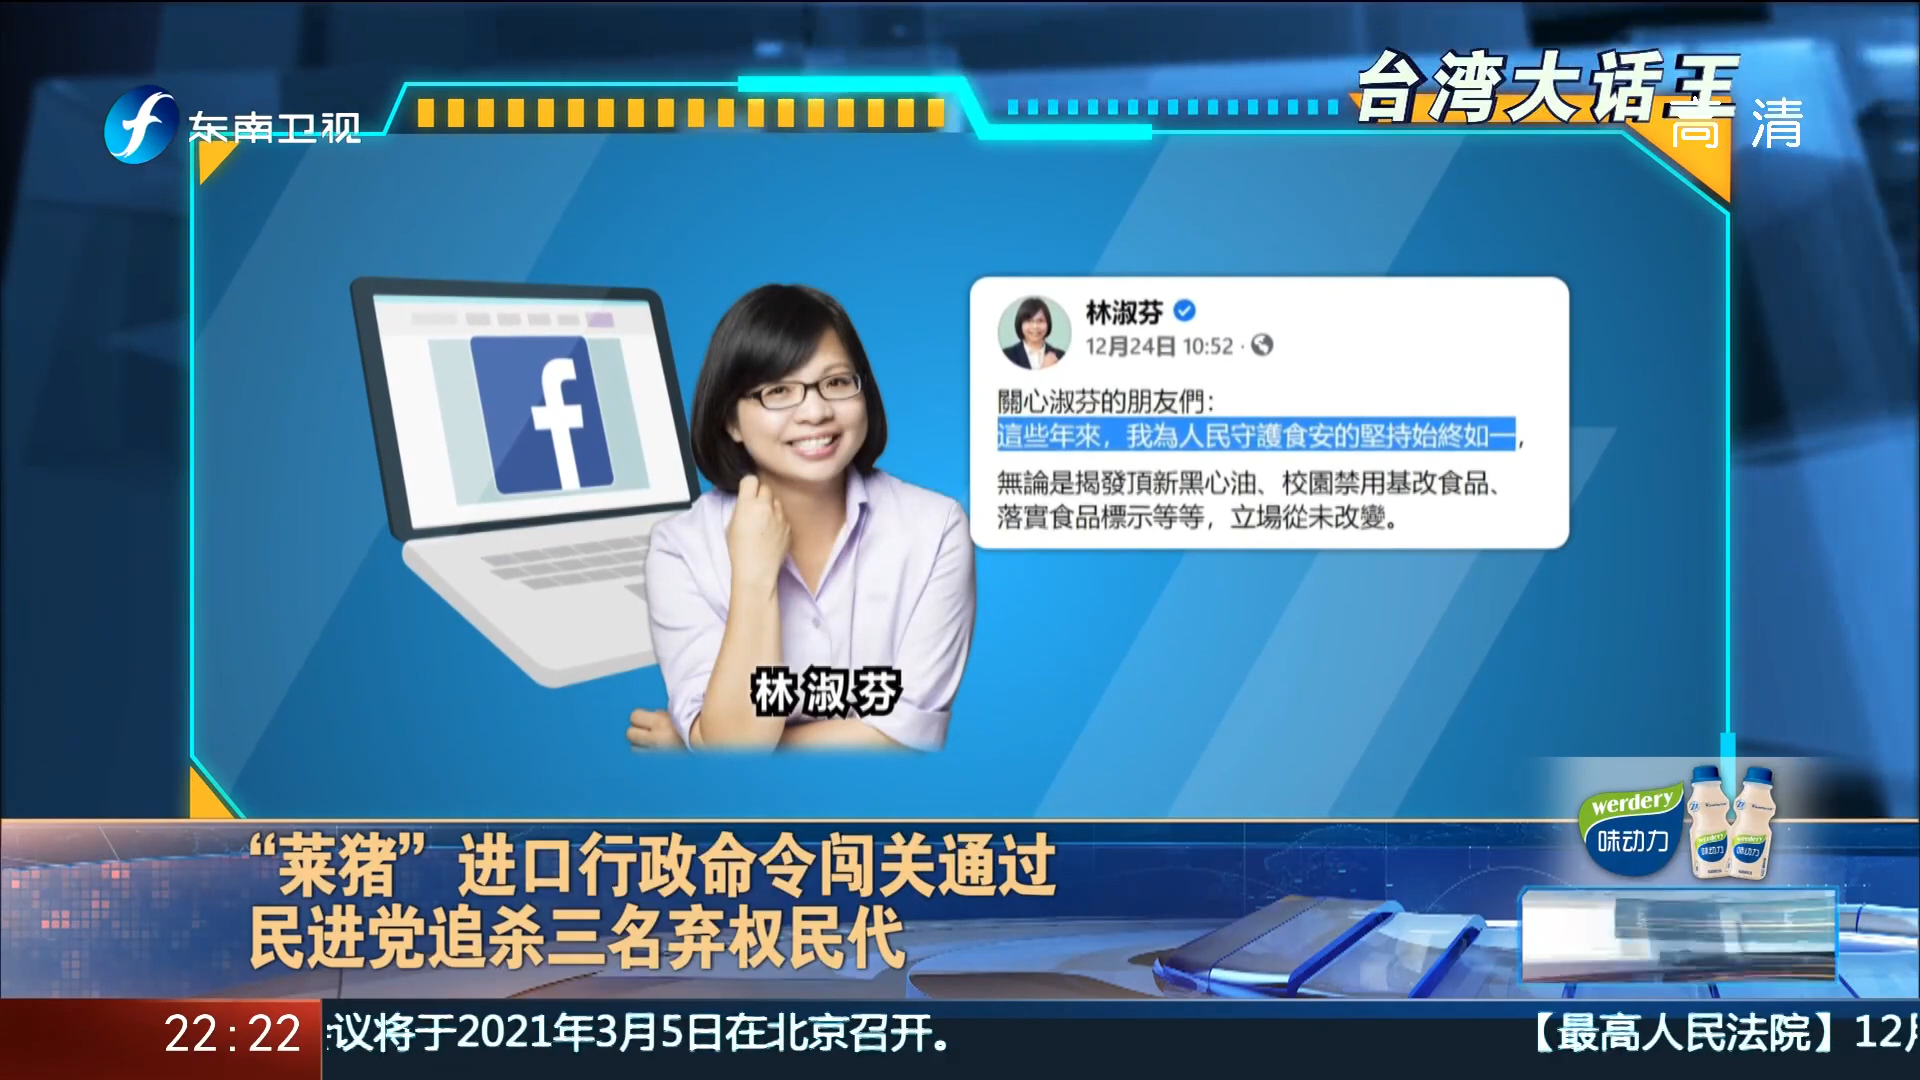 东南卫视
台湾大话王
高清
林淑芬
12月24日 10:52
關心淑芬的朋友們：
這些年來，我為人民守護食安的堅持始終如一，
無論是揭發頂新黑心油、校園禁用基改食品、
落實食品標示等等，立場從未改變。
林淑芬
werdery
味动力
“莱猪”进口行政命令闯关通过
民进党追杀三名弃权民代
22:22
议将于2021年3月5日在北京召开。
【最高人民法院】12月